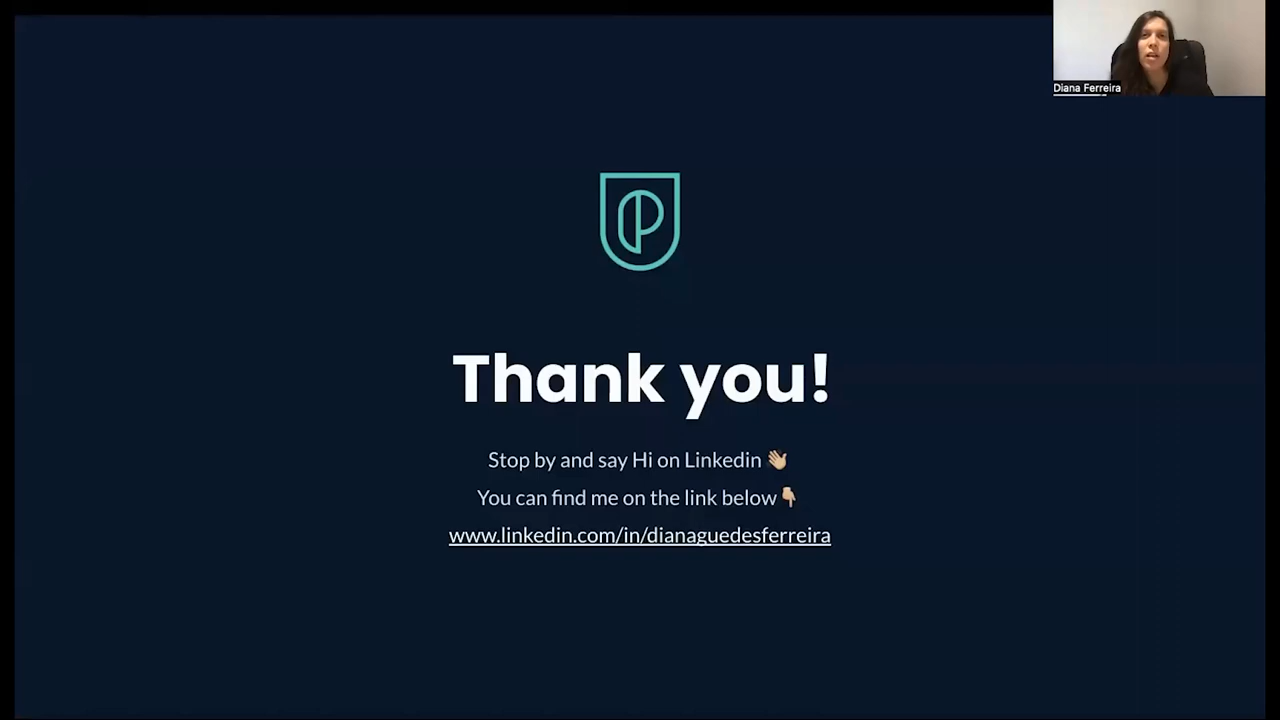 Diana Ferreira
Thank you!
Stop by and say Hi on Linkedin 👋🏼
You can find me on the link below👇🏼
www.linkedin.com/in/dianaguedesferreira